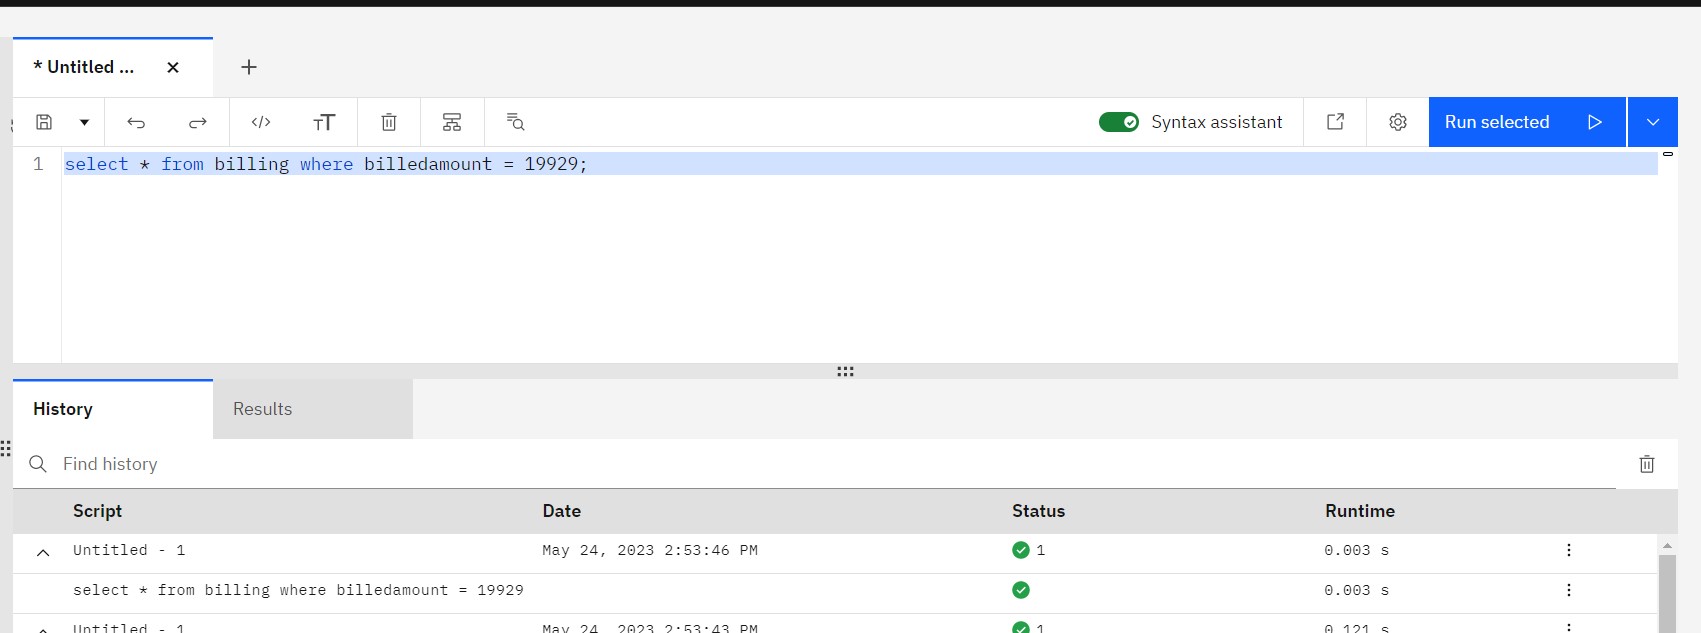 * Untitled ...
Syntax assistant
Run selected
1 select * from billing where billedamount = 19929;
History Results
Find history
Script Date Status Runtime
Untitled - 1 May 24, 2023 2:53:46 PM 1 0.003 s
select * from billing where billedamount = 19929 0.003 s
Untitled - 1 May 24, 2023 2:53:43 PM 1 0.121 s